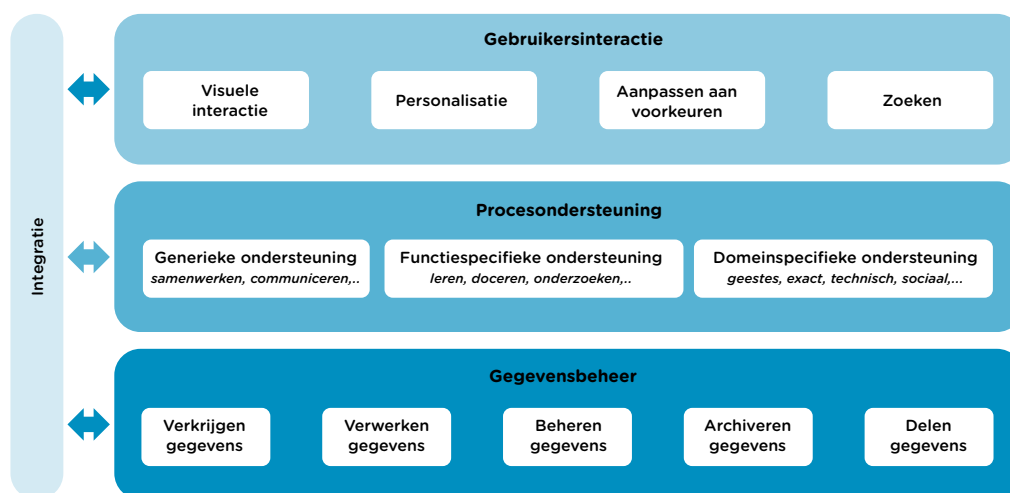 Integratie
Gebruikersinteractie
Visuele
interactie
Personalisatie
Aanpassen aan
voorkeuren
Zoeken
Procesondersteuning
Generieke ondersteuning
samenwerken, communiceren,..
Functiespecifieke ondersteuning
leren, doceren, onderzoeken,..
Domeinspecifieke ondersteuning
geestes, exact, technisch, sociaal,...
Gegevensbeheer
Verkrijgen
gegevens
Verwerken
gegevens
Beheren
gegevens
Archiveren
gegevens
Delen
gegevens